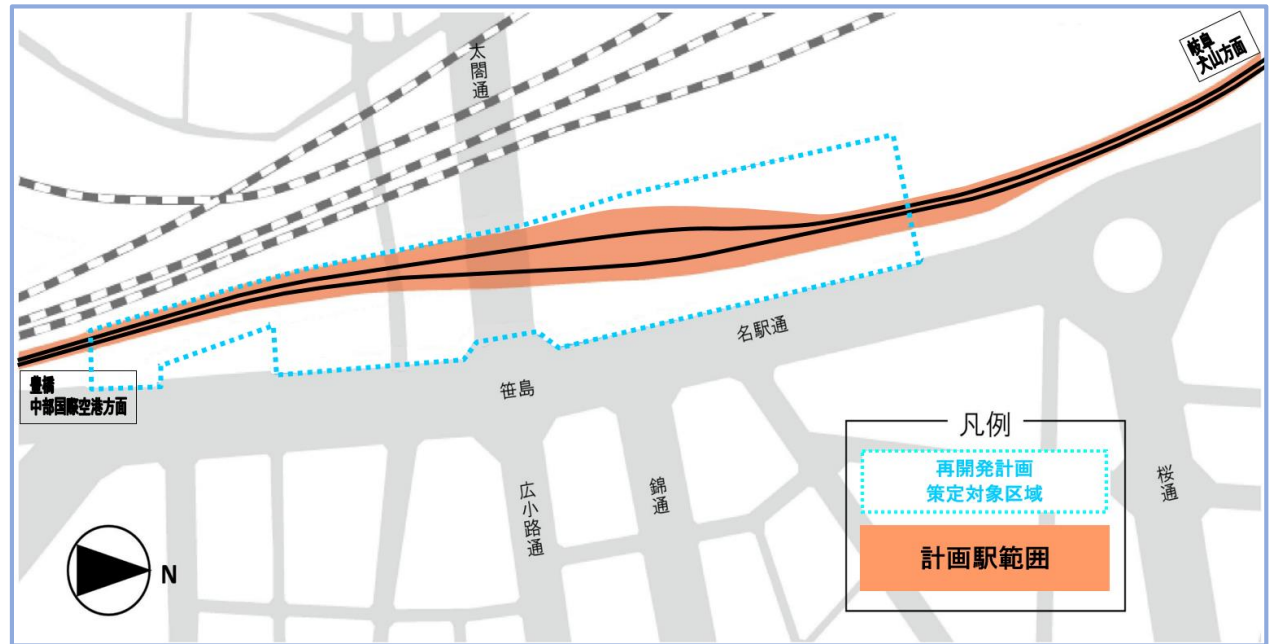 太閤通
岐阜
犬山方面
名駅通
笹島
豊橋
中部国際空港方面
広小路通
錦通
桜通
凡例
再開発計画
策定対象区域
計画駅範囲
N